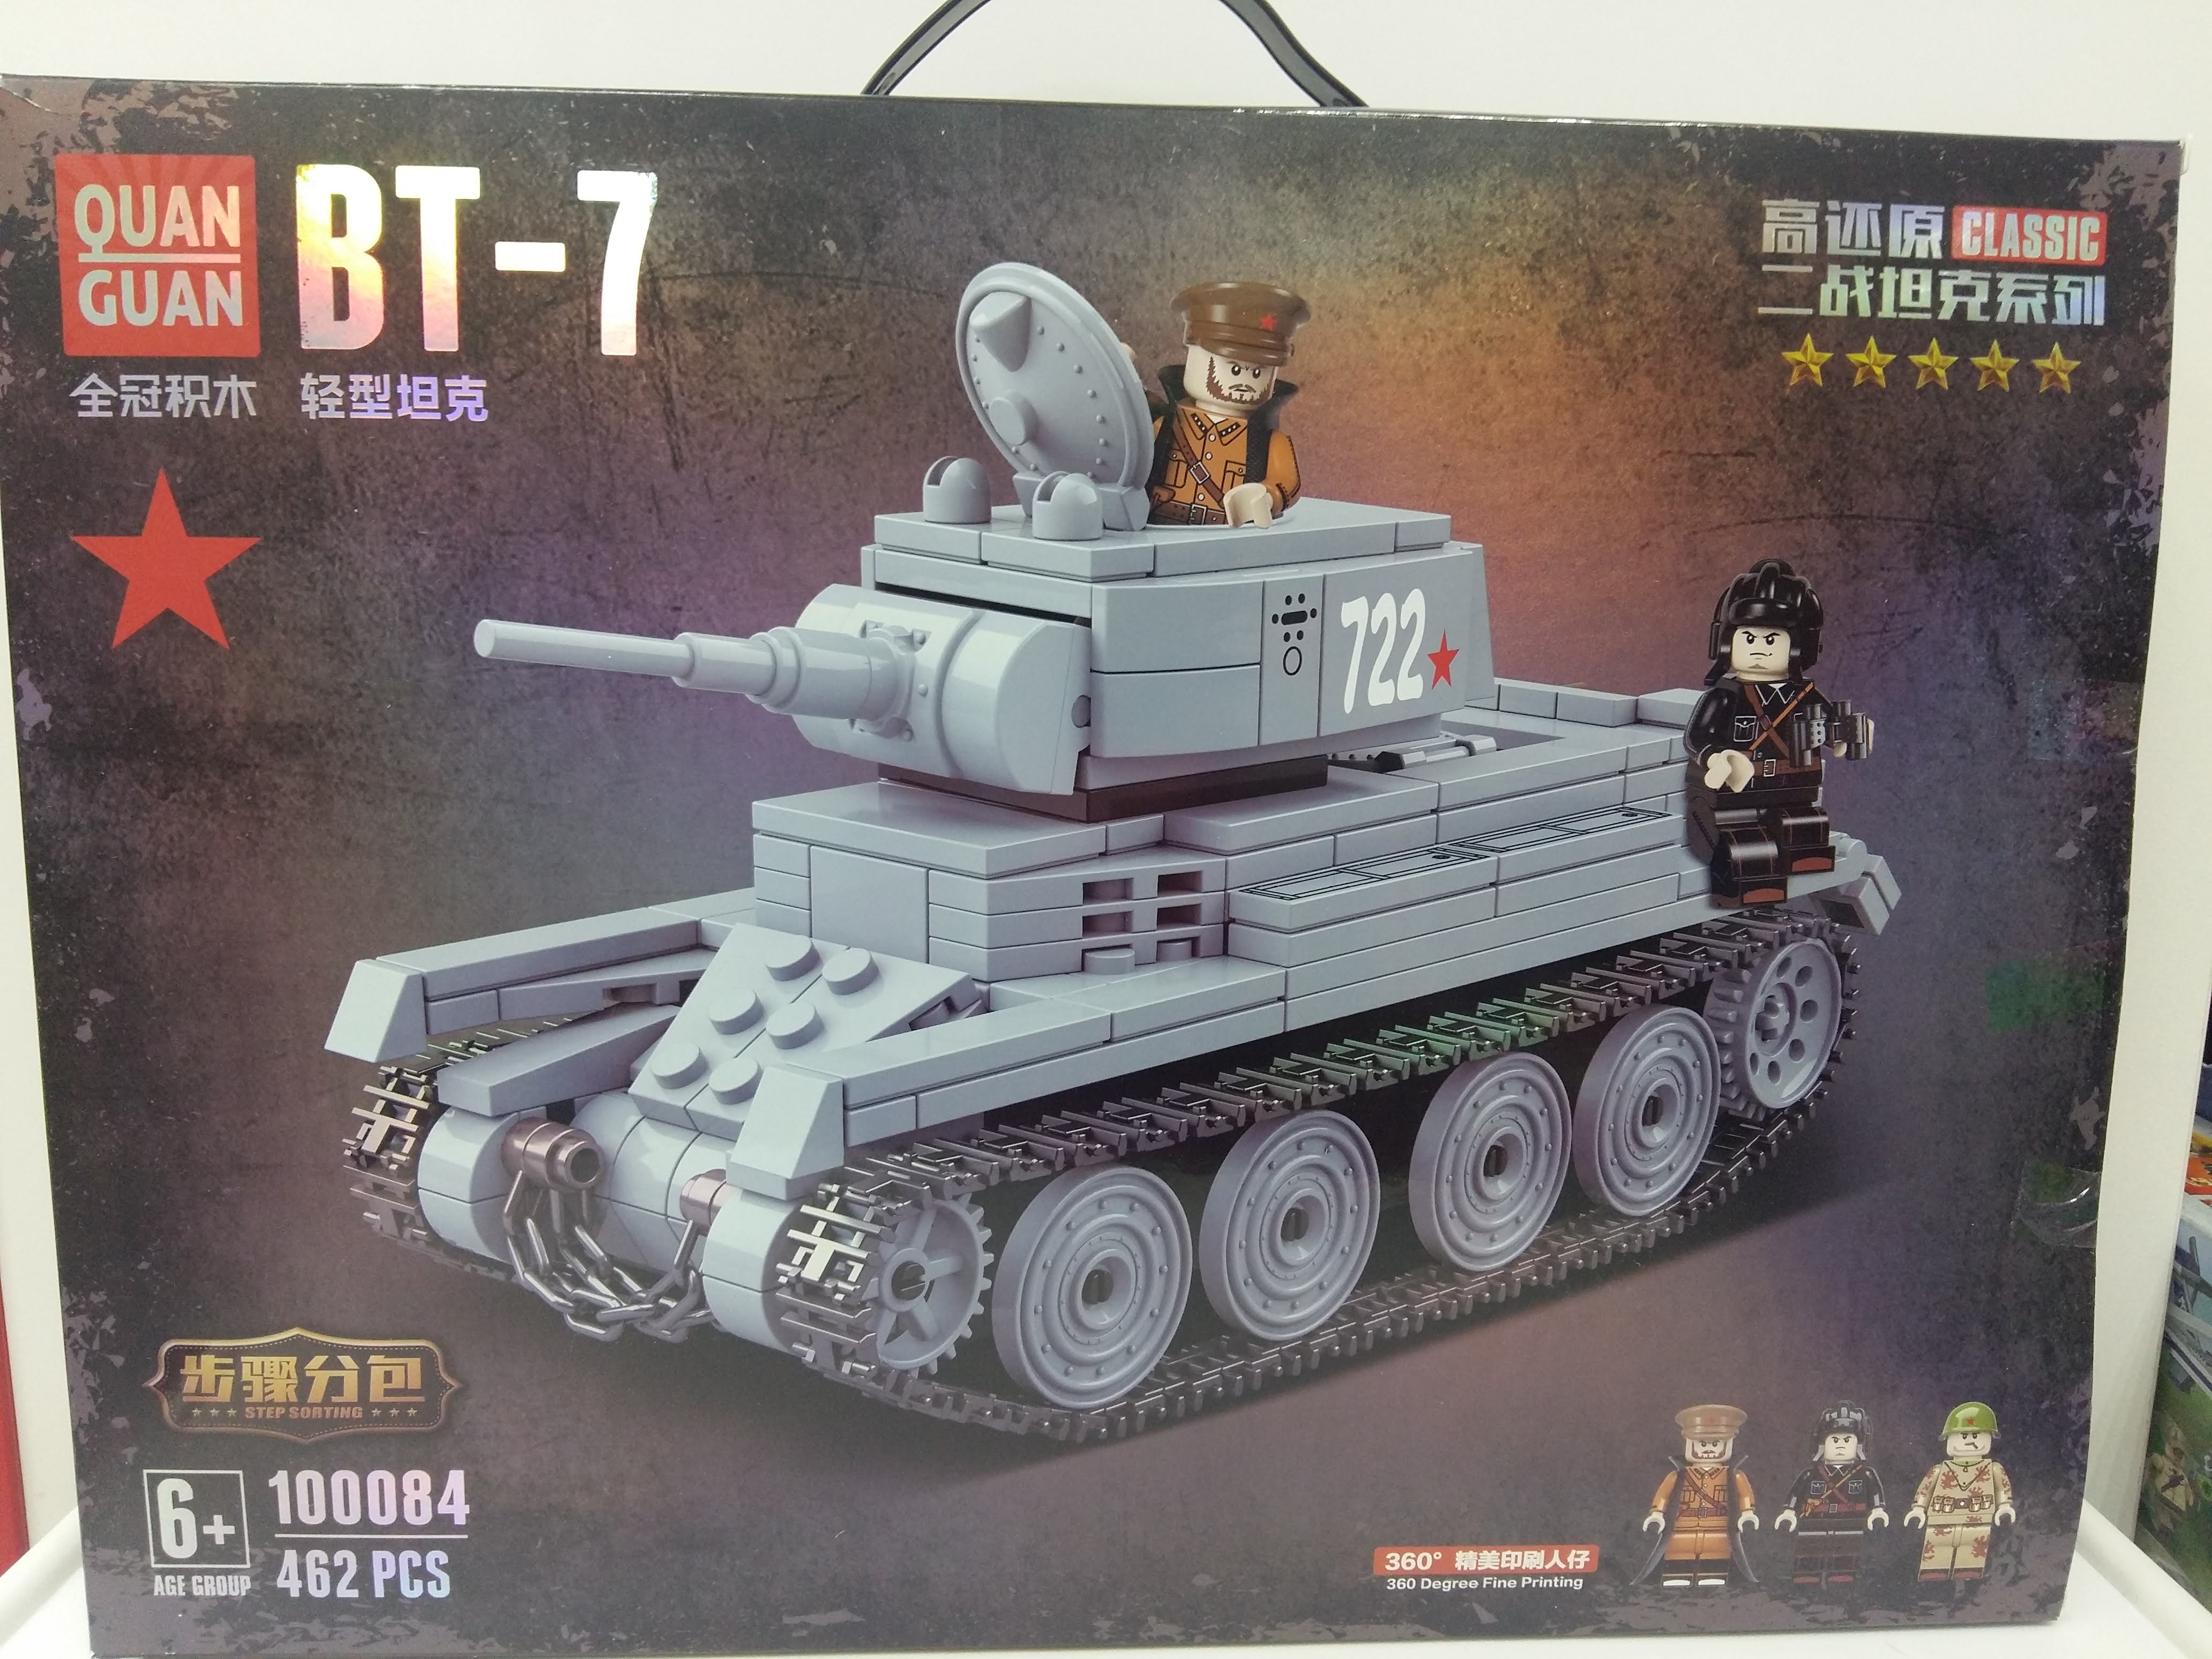 QUAN
GUAN
全冠积木
BT-7
轻型坦克
高还原 CLASSIC
二战坦克系列
722
步骤分包
STEP SORTING
6+
AGE GROUP
100084
462 PCS
360° 精美印刷人仔
360 Degree Fine Printing